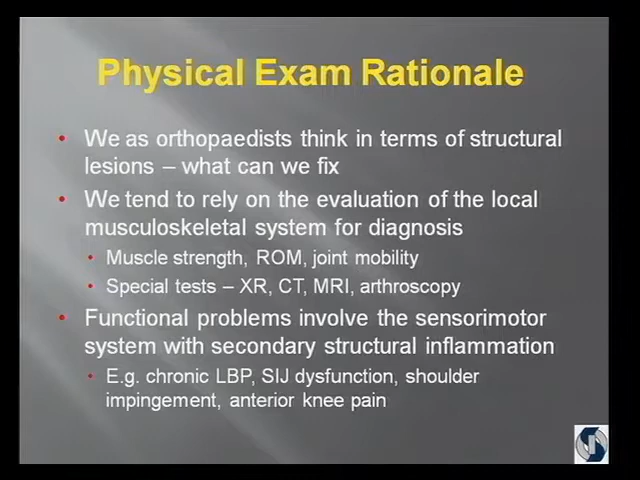 Physical Exam Rationale
• We as orthopaedists think in terms of structural
lesions – what can we fix
• We tend to rely on the evaluation of the local
musculoskeletal system for diagnosis
• Muscle strength, ROM, joint mobility
• Special tests – XR, CT, MRI, arthroscopy
• Functional problems involve the sensorimotor
system with secondary structural inflammation
• E.g. chronic LBP, SIJ dysfunction, shoulder
impingement, anterior knee pain